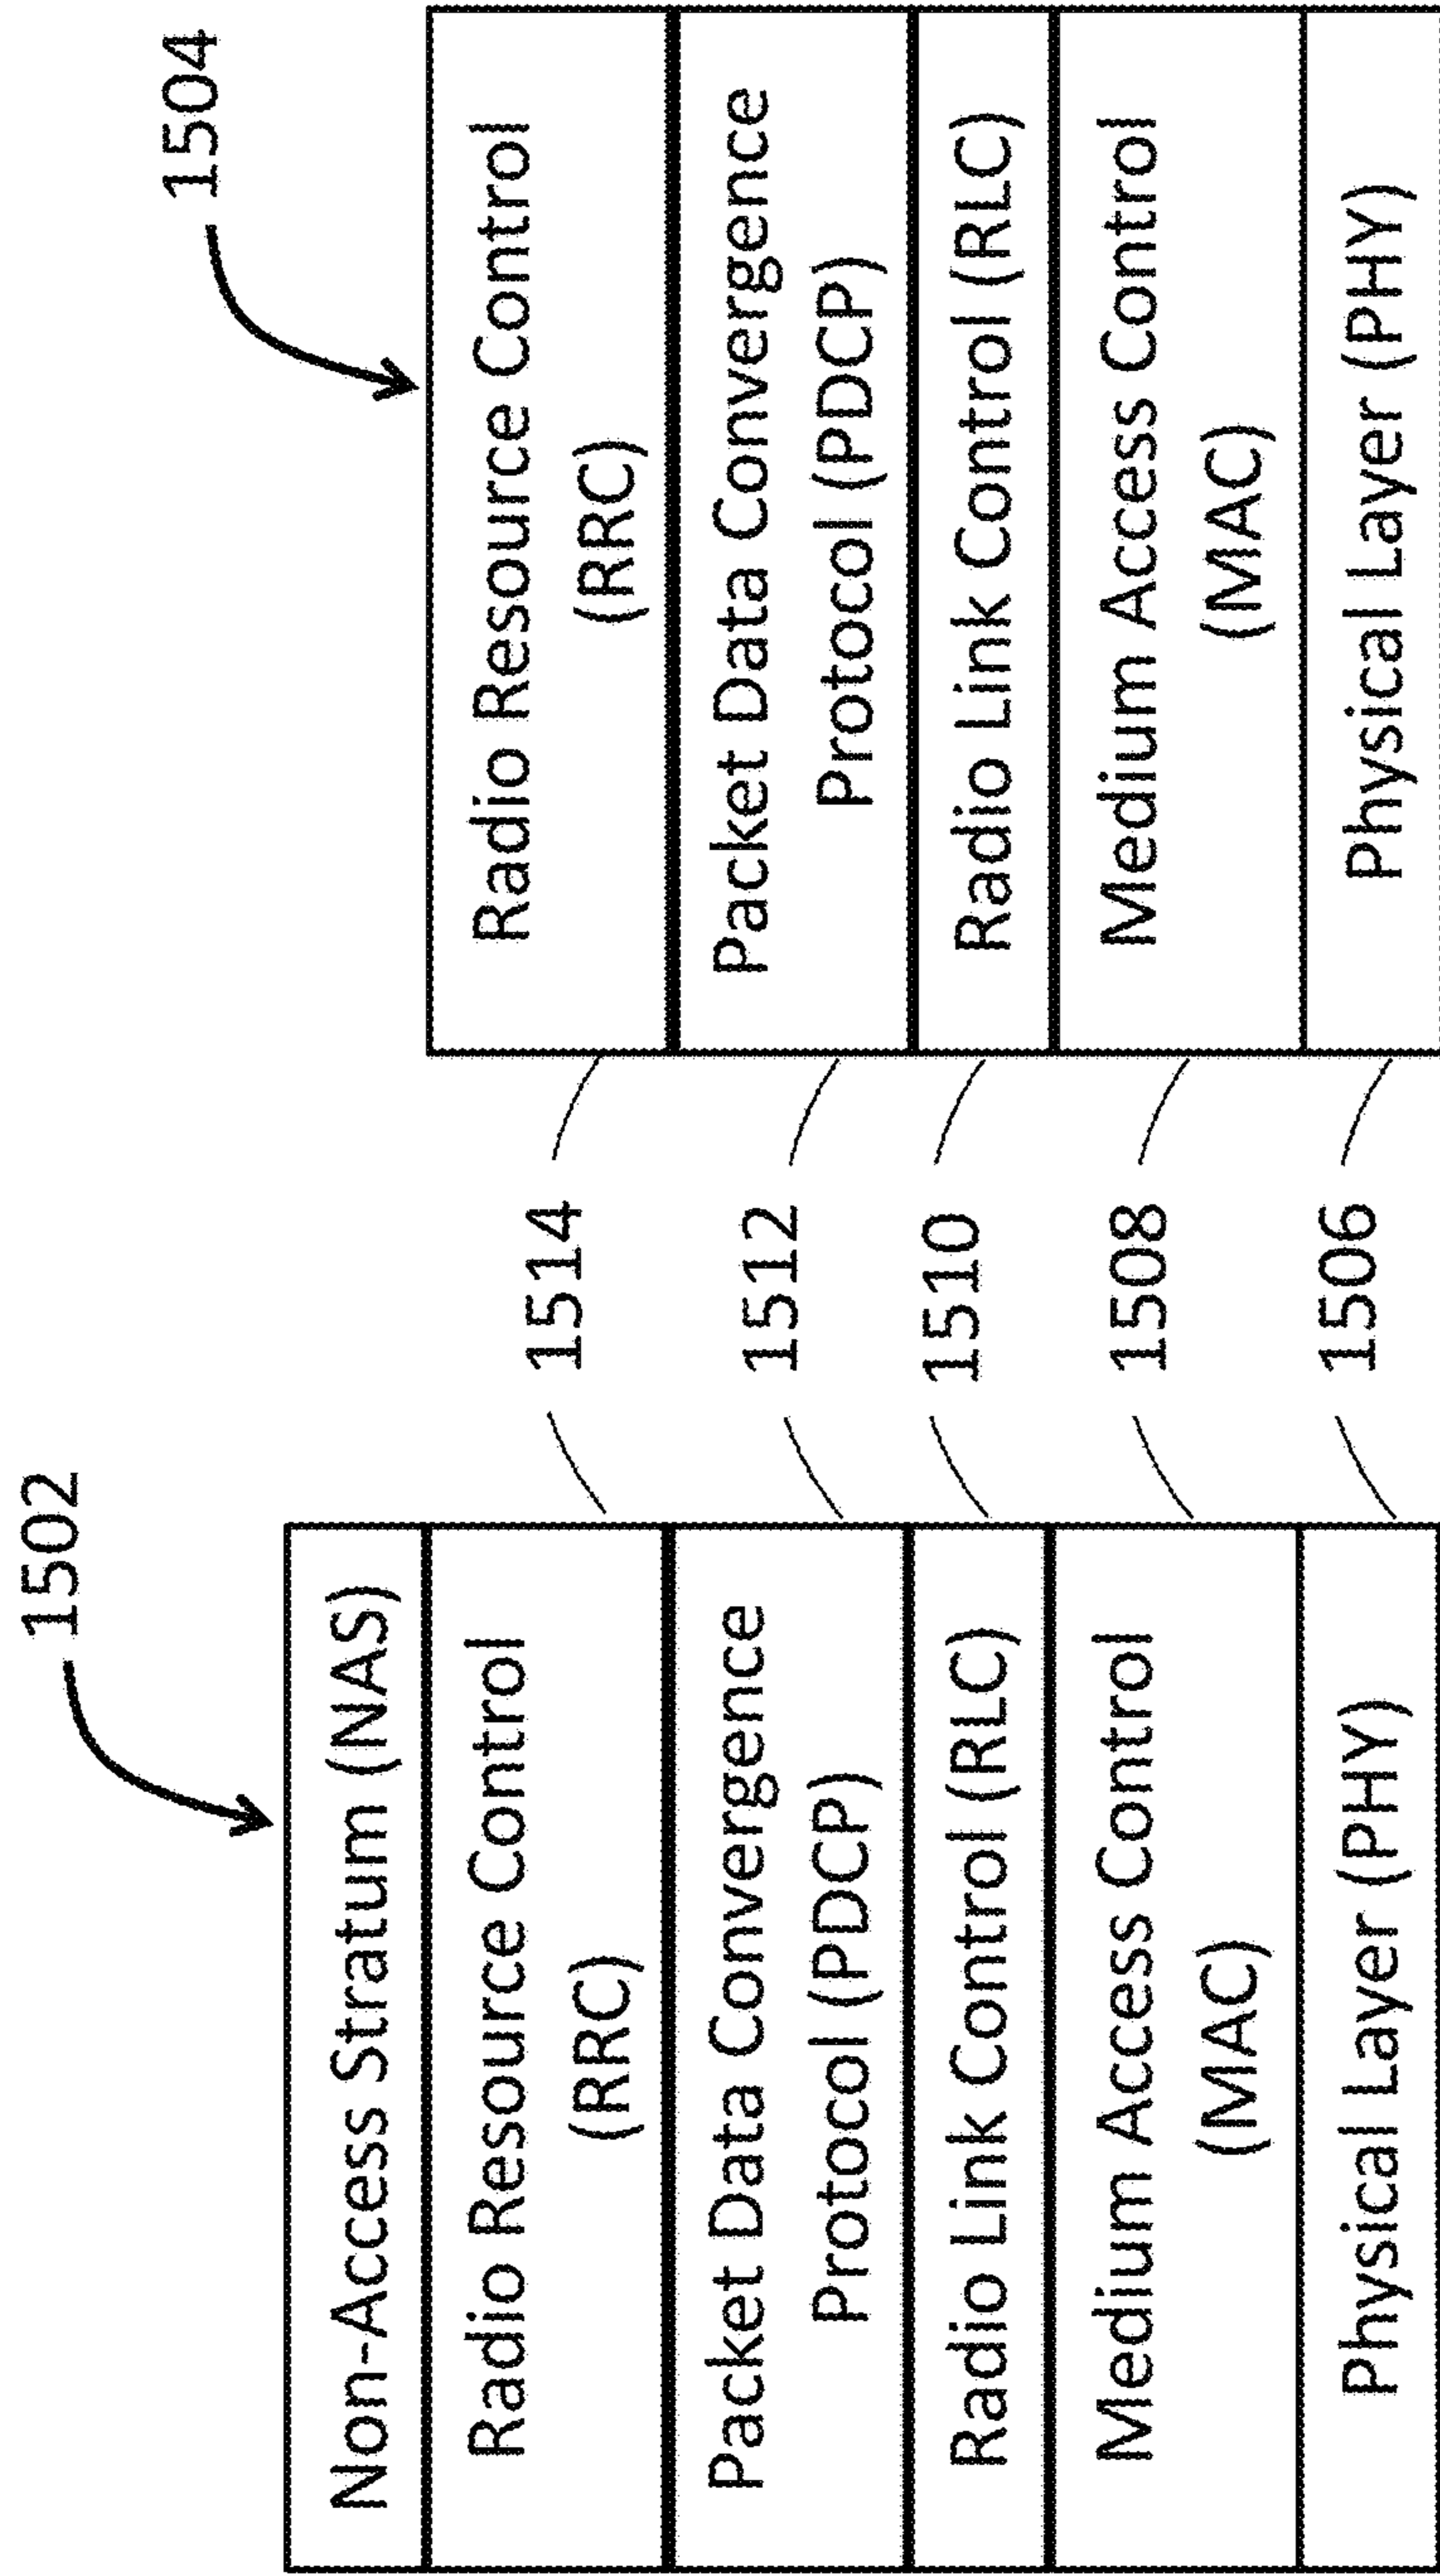 1502
Non-Access Stratum (NAS)
Radio Resource Control
(RRC)
Packet Data Convergence
Protocol (PDCP)
Radio Link Control (RLC)
Medium Access Control
(MAC)
Physical Layer (PHY)
1514
1512
1510
1508
1506
1504
Radio Resource Control
(RRC)
Packet Data Convergence
Protocol (PDCP)
Radio Link Control (RLC)
Medium Access Control
(MAC)
Physical Layer (PHY)